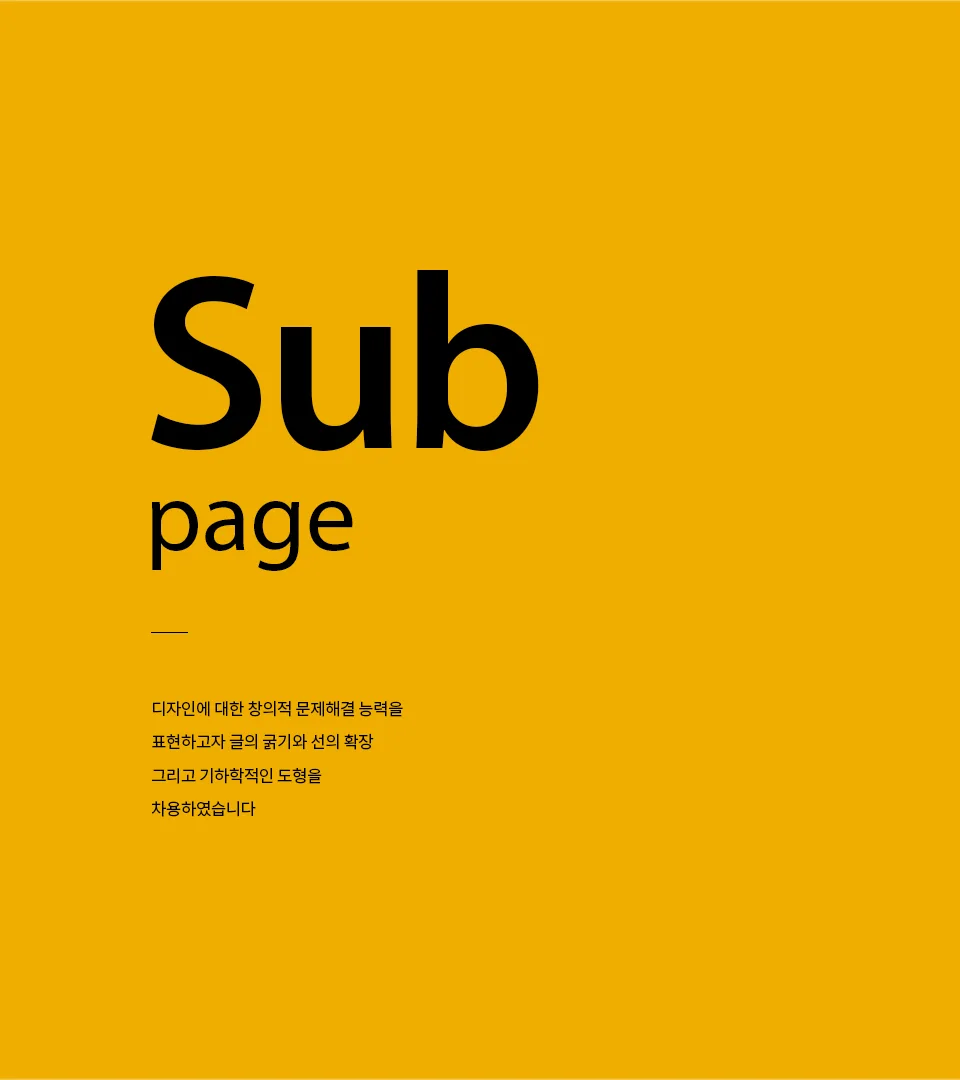 Sub
page
디자인에 대한 창의적 문제해결 능력을
표현하고자 글의 굵기와 선의 확장
그리고 기하학적인 도형을
차용하였습니다